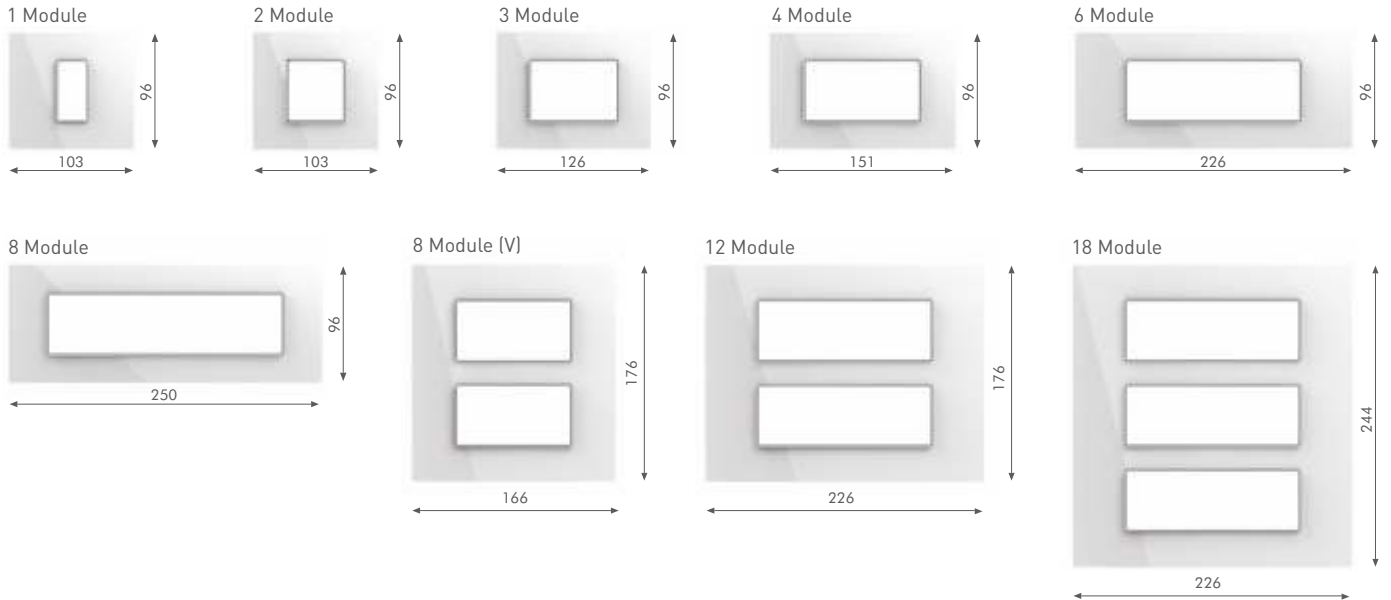 1 Module
2 Module
3 Module
4 Module
6 Module
96
96
96
96
96
103
103
126
151
226
8 Module
8 Module (V)
12 Module
18 Module
96
176
176
244
250
166
226
226